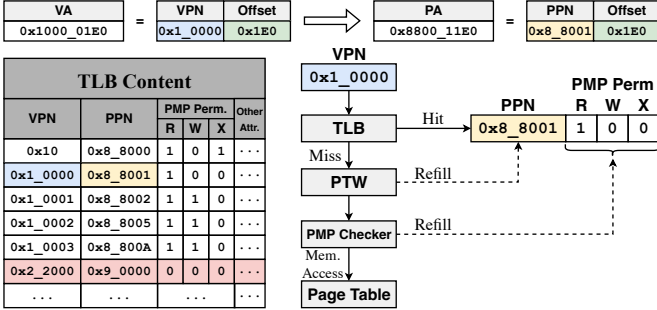 VA = VPN Offset PA = PPN Offset
0x1000_01E0 0x1_0000 0x1E0 0x8800_11E0 0x8_8001 0x1E0
TLB Content
VPN PPN PMP Perm. Other Attr.
R W X
0x10 0x8_8000 1 0 1 ...
0x1_0000 0x8_8001 1 0 0 ...
0x1_0001 0x8_8002 1 1 0 ...
0x1_0002 0x8_8005 1 1 0 ...
0x1_0003 0x8_800A 1 1 0 ...
0x2_2000 0x9_0000 0 0 0 ...
... ... ... ...
VPN
0x1_0000
TLB
Hit
PPN
0x8_8001
PMP Perm
R W X
1 0 0
Miss
PTW
Refill
PMP Checker
Refill
Mem.
Access
Page Table